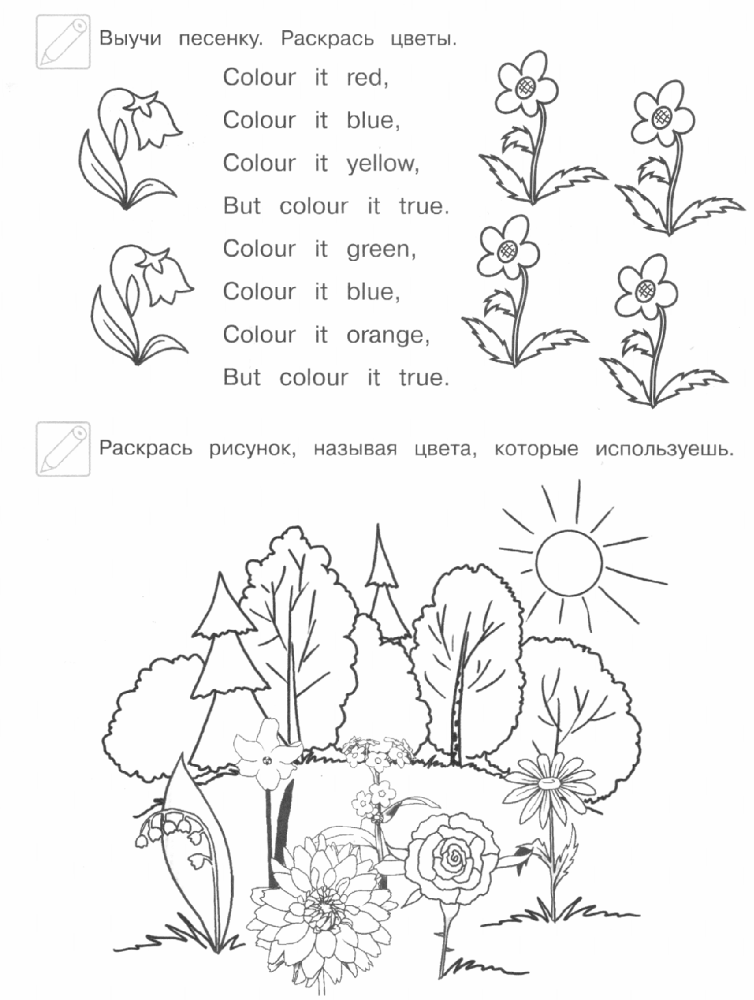 Выучи песенку. Раскрась цветы.
Colour it red,
Colour it blue,
Colour it yellow,
But colour it true.
Colour it green,
Colour it blue,
Colour it orange,
But colour it true.
Раскрась рисунок, называя цвета, которые используешь.